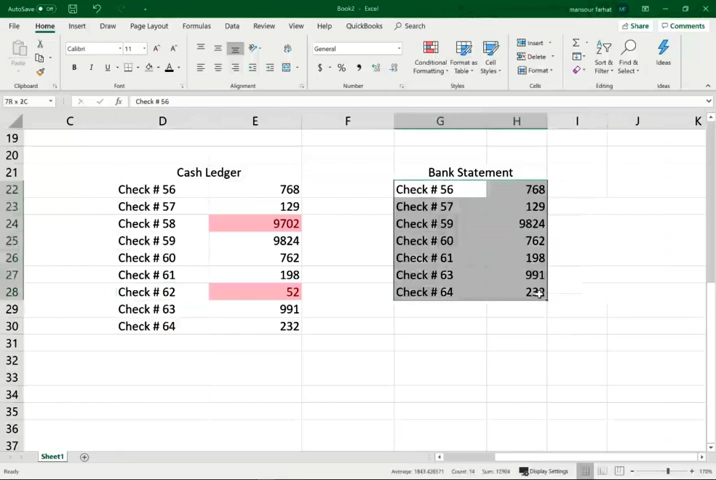 AutoSave Off Book2 - Excel mansour farhat MF
File Home Insert Draw Page Layout Formulas Data Review View Help QuickBooks Search Share Comments
Paste Calibri 11 A A General Conditional Format as Cell Insert Delete Format Sort & Find & Ideas
B I U A $ % Formatting Table Styles Filter Select
Clipboard Font Alignment Number Styles Cells Editing Ideas
7R x 2C fx Check # 56
C D E F G H I J K
19
20
21 Cash Ledger Bank Statement
22 Check # 56 768 Check # 56 768
23 Check # 57 129 Check # 57 129
24 Check # 58 9702 Check # 59 9824
25 Check # 59 9824 Check # 60 762
26 Check # 60 762 Check # 61 198
27 Check # 61 198 Check # 63 991
28 Check # 62 52 Check # 64 232
29 Check # 63 991
30 Check # 64 232
31
32
33
34
35
36
37
Sheet1
Ready Average: 1843.428571 Count: 14 Sum: 12904 Display Settings 170%